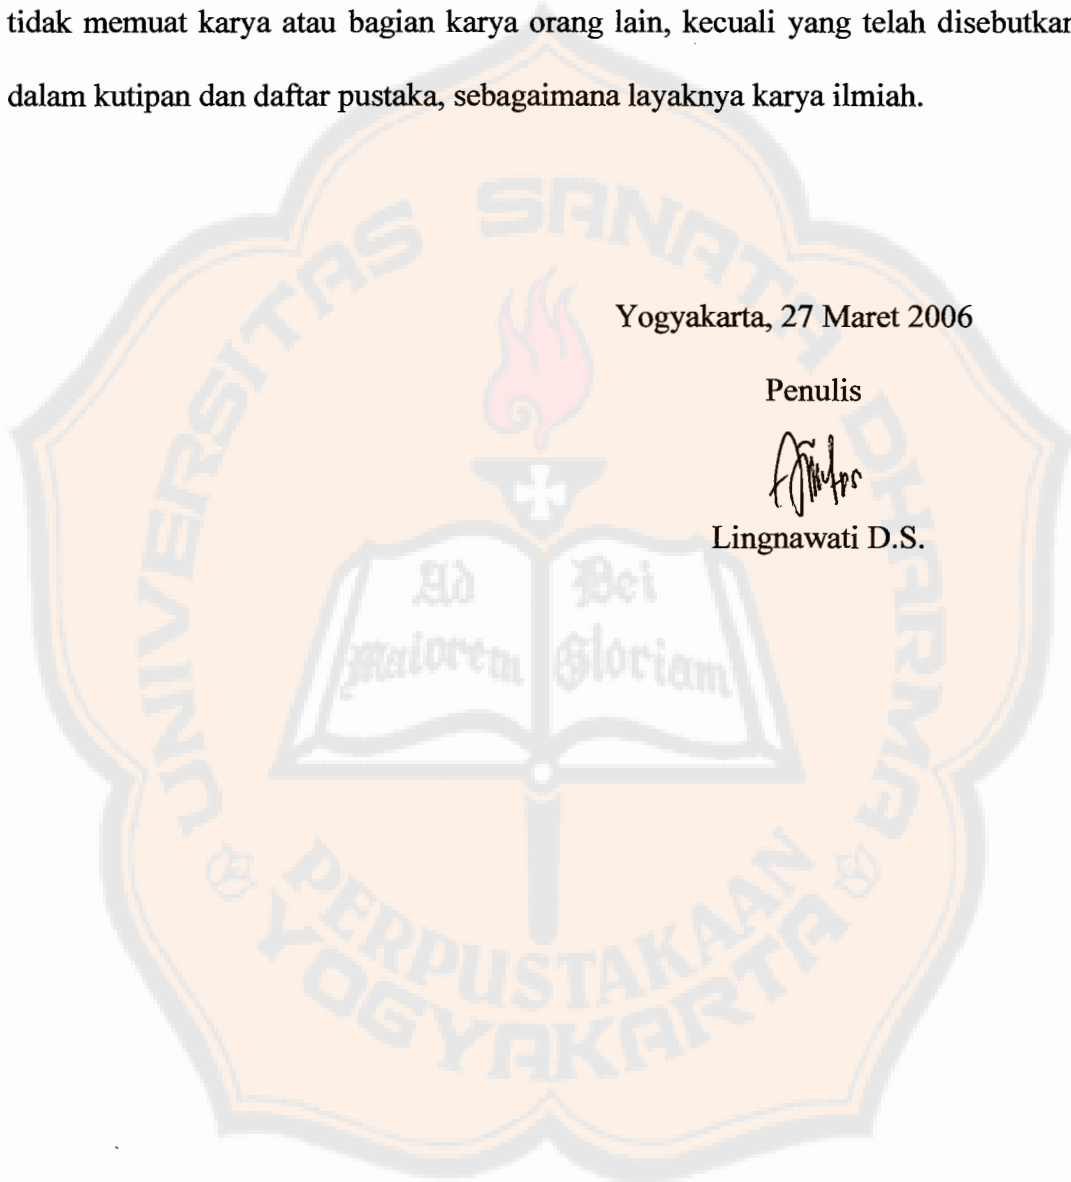 tidak memuat karya atau bagian karya orang lain, kecuali yang telah disebutkan
dalam kutipan dan daftar pustaka, sebagaimana layaknya karya ilmiah.
Yogyakarta, 27 Maret 2006
Penulis
Lingnawati D.S.
UNIVERSITAS SANATA DHARMA
Ad Dei
Maiorem Gloriam
PERPUSTAKAAN
YOGYAKARTA